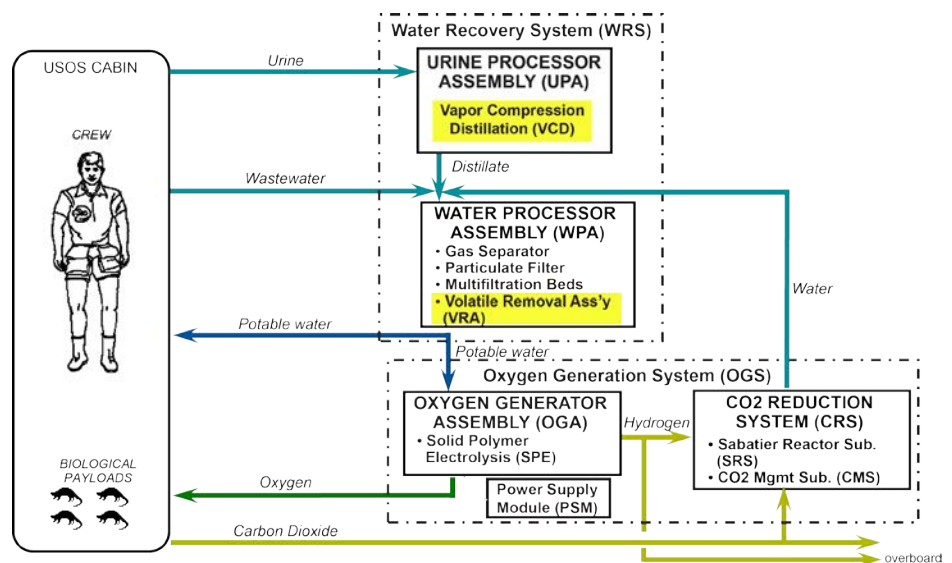 Water Recovery System (WRS)
USOS CABIN
Urine
URINE PROCESSOR
ASSEMBLY (UPA)
Vapor Compression
Distillation (VCD)
CREW
Distillate
Wastewater
WATER PROCESSOR
ASSEMBLY (WPA)
• Gas Separator
• Particulate Filter
• Multifiltration Beds
• Volatile Removal Ass'y
(VRA)
Water
Potable water
Potable water
Oxygen Generation System (OGS)
OXYGEN GENERATOR
ASSEMBLY (OGA)
• Solid Polymer
Electrolysis (SPE)
Hydrogen
CO2 REDUCTION
SYSTEM (CRS)
• Sabatier Reactor Sub.
(SRS)
• CO2 Mgmt Sub. (CMS)
BIOLOGICAL
PAYLOADS
Oxygen
Power Supply
Module (PSM)
Carbon Dioxide
overboard